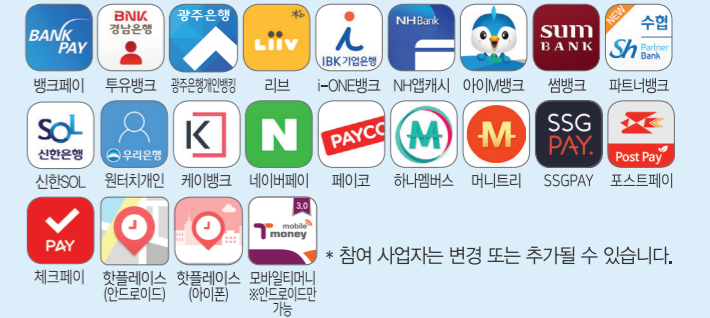 BANK PAY
BNK 경남은행
광주은행
Liiv
i IBK기업은행
NH Bank
sum BANK
NEW 수협 Sh Partner Bank
뱅크페이 투유뱅크 광주은행개인뱅킹 리브 i-ONE뱅크 NH앱캐시 아이M뱅크 썸뱅크 파트너뱅크
SOL 신한은행
우리은행
K
N
PAYCO
M
M
SSG PAY.
Post Pay
신한SOL 원터치개인 케이뱅크 네이버페이 페이코 하나멤버스 머니트리 SSGPAY 포스트페이
PAY
3.0 mobile Tmoney
체크페이 핫플레이스 (안드로이드) 핫플레이스 (아이폰) 모바일티머니 ※안드로이드만 가능
* 참여 사업자는 변경 또는 추가될 수 있습니다.